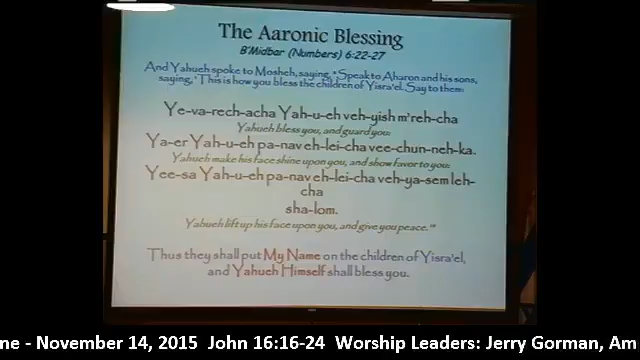 The Aaronic Blessing
B'Midbar (Numbers) 6:22-27
And Yahueh spoke to Mosheh, saying, "Speak to Aharon and his sons,
saying, 'This is how you bless the children of Yisra'el. Say to them:
Ye-va-rech-acha Yah-u-eh veh-yish m'reh-cha
Yahueh bless you, and guard you:
Ya-er Yah-u-eh pa-nav eh-lei-cha vee-chun-neh-ka.
Yahueh make his face shine upon you, and show favor to you:
Yee-sa Yah-u-eh pa-nav eh-lei-cha veh-ya-sem leh-
cha
sha-lom.
Yahueh lift up his face upon you, and give you peace.'"
Thus they shall put My Name on the children of Yisra'el,
and Yahueh Himself shall bless you.
ne - November 14, 2015 John 16:16-24 Worship Leaders: Jerry Gorman, Am